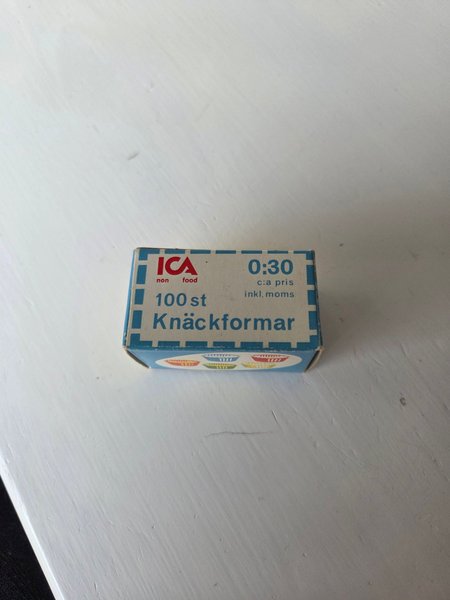 ICA
non food
0:30
c:a pris
inkl. moms
100 st
Knäckformar